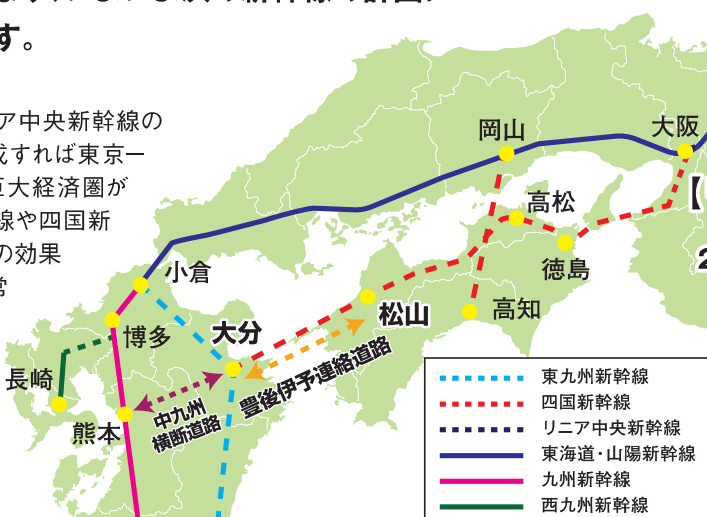 す。
ア中央新幹線の
成すれば東京ー
巨大経済圏が
線や四国新
の効果
常
岡山
大阪
【
高松
徳島
2
小倉
高知
松山
博多
大分
長崎
豊後伊予連絡道路
中九州
横断道路
熊本
東九州新幹線
四国新幹線
リニア中央新幹線
東海道・山陽新幹線
九州新幹線
西九州新幹線